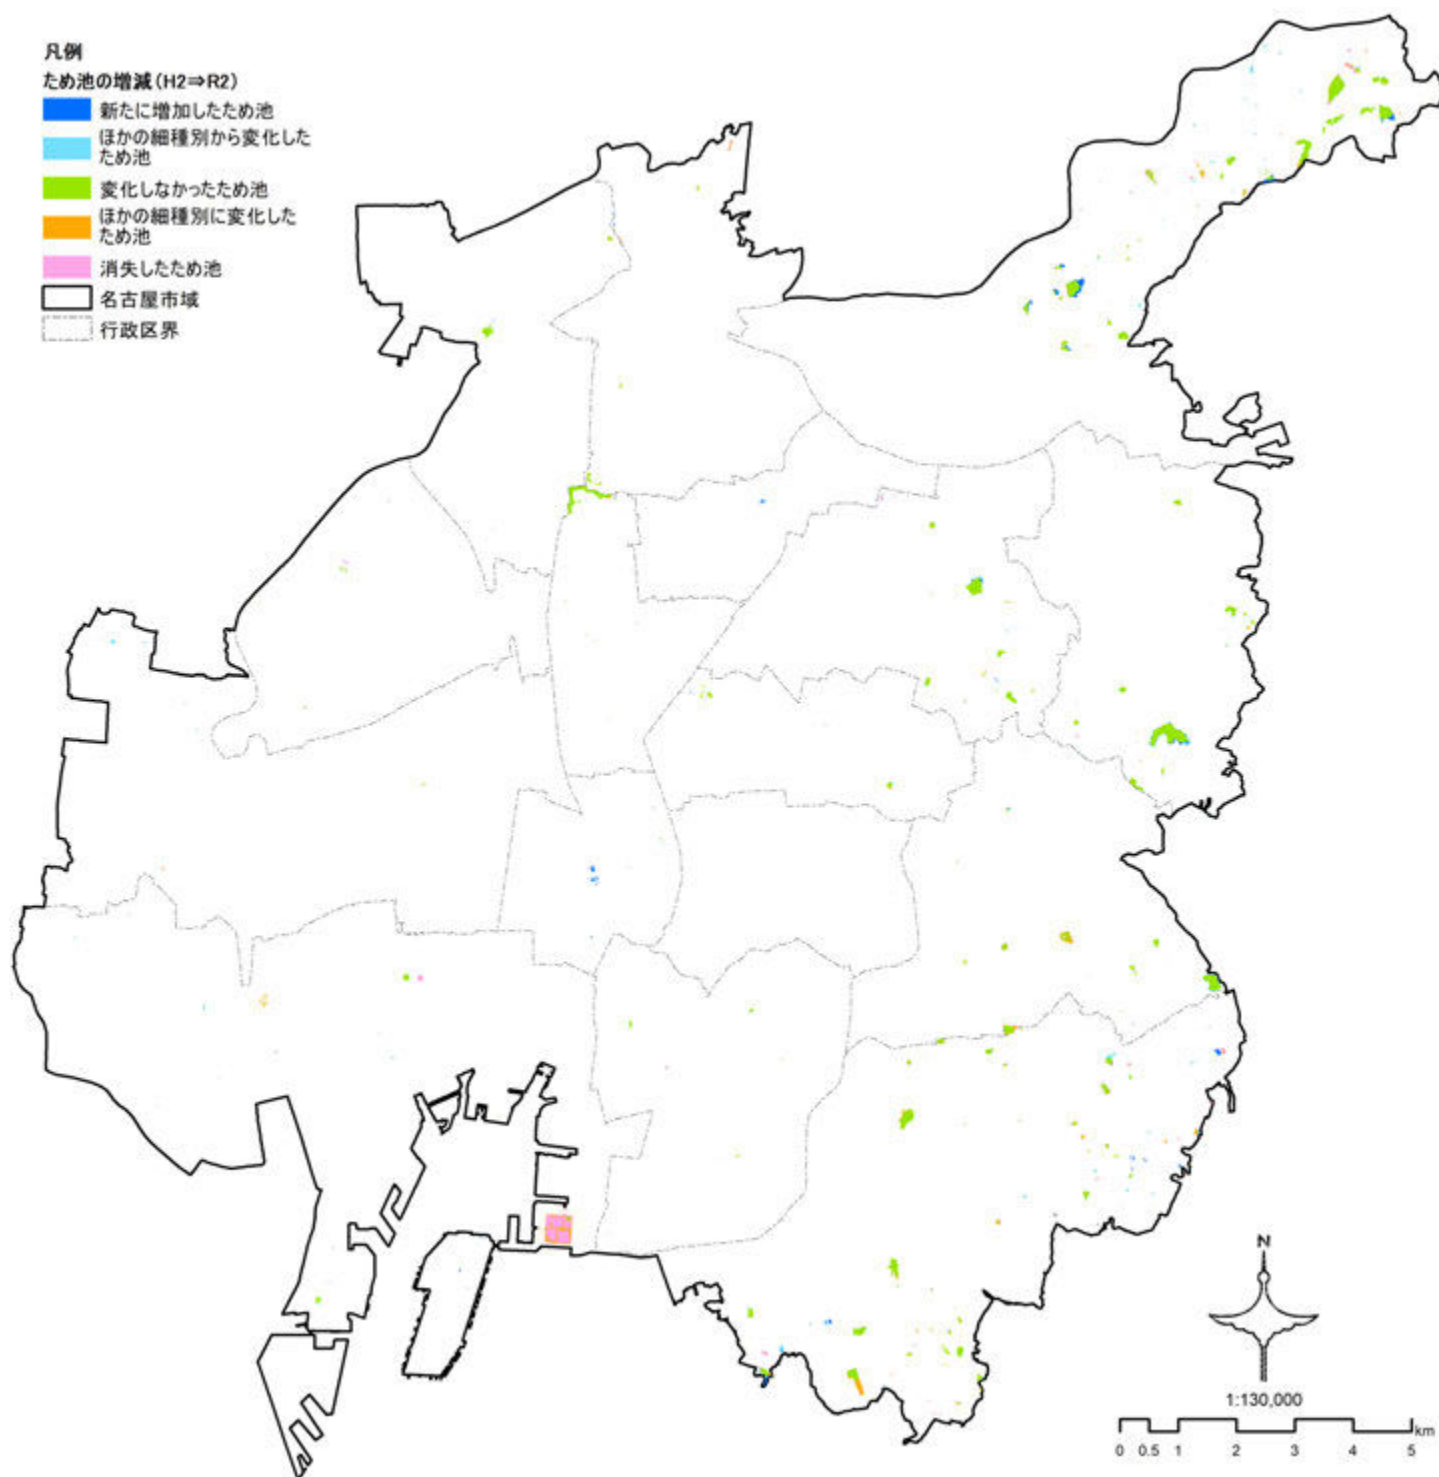 凡例
ため池の増減(H2⇒R2)
新たに増加したため池
ほかの細種別から変化した
ため池
変化しなかったため池
ほかの細種別に変化した
ため池
消失したため池
名古屋市域
行政区界
N
1:130,000
km
0 0.5 1 2 3 4 5